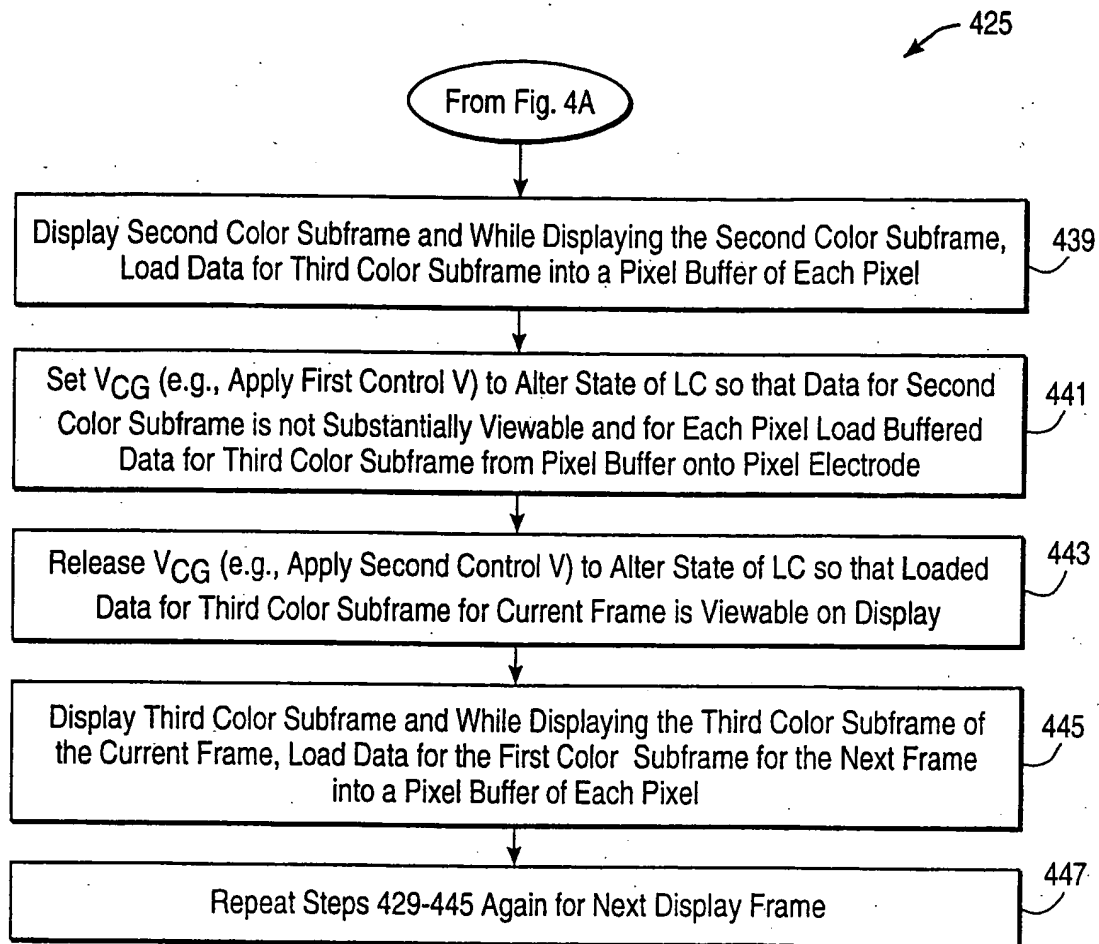 425
From Fig. 4A
Display Second Color Subframe and While Displaying the Second Color Subframe,
Load Data for Third Color Subframe into a Pixel Buffer of Each Pixel
439
Set VCG (e.g., Apply First Control V) to Alter State of LC so that Data for Second
Color Subframe is not Substantially Viewable and for Each Pixel Load Buffered
Data for Third Color Subframe from Pixel Buffer onto Pixel Electrode
441
Release VCG (e.g., Apply Second Control V) to Alter State of LC so that Loaded
Data for Third Color Subframe for Current Frame is Viewable on Display
443
Display Third Color Subframe and While Displaying the Third Color Subframe of
the Current Frame, Load Data for the First Color Subframe for the Next Frame
into a Pixel Buffer of Each Pixel
445
Repeat Steps 429-445 Again for Next Display Frame
447